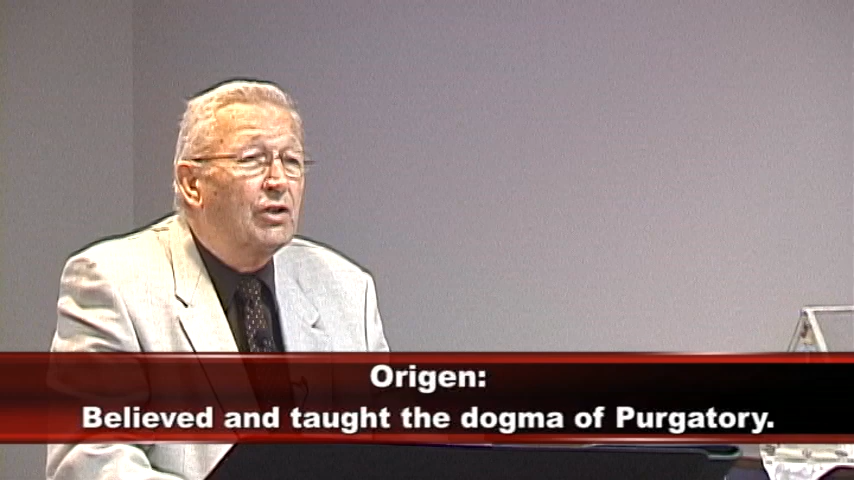 Origen:
Believed and taught the dogma of Purgatory.